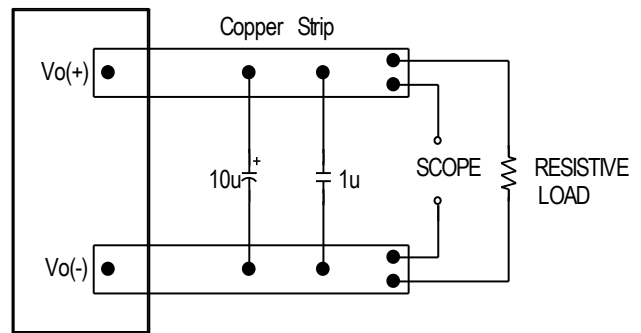 Copper Strip
Vo(+)
10u
+
1u
SCOPE
RESISTIVE
LOAD
Vo(-)